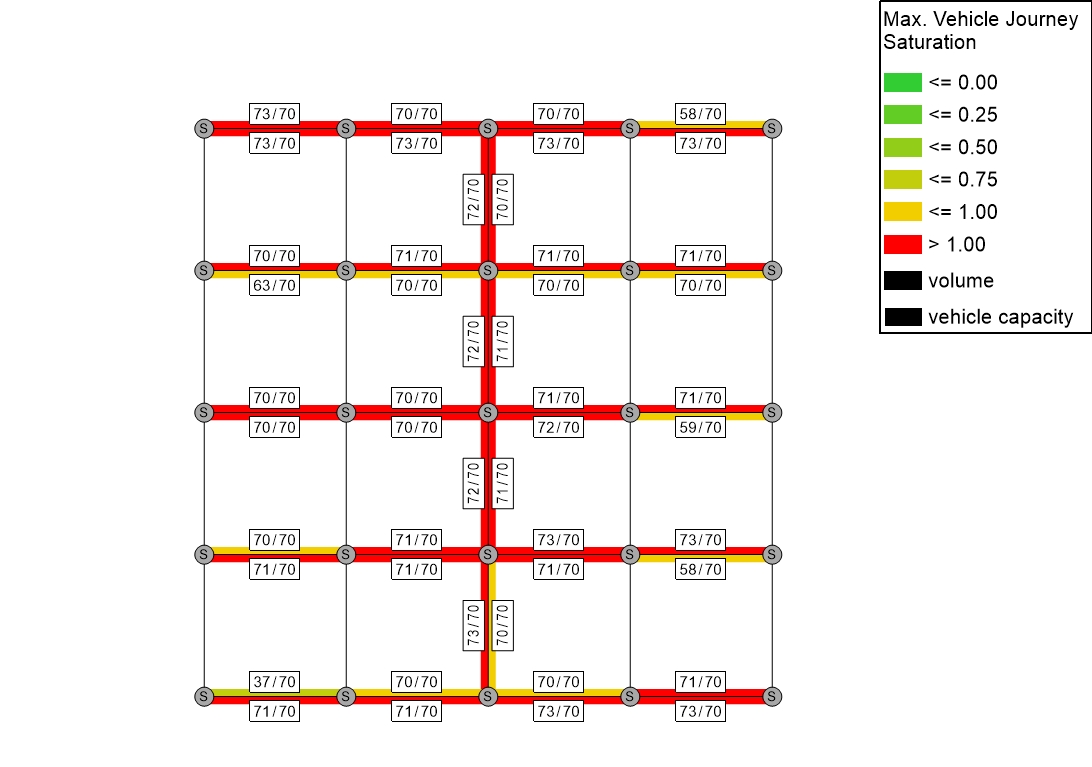 Max. Vehicle Journey
Saturation
<= 0.00
<= 0.25
<= 0.50
<= 0.75
<= 1.00
> 1.00
volume
vehicle capacity
73/70 70/70 70/70 58/70
S S S S S
73/70 73/70 73/70 73/70
72/70 70/70
70/70 71/70 71/70 71/70
S S S S S
63/70 70/70 70/70 70/70
72/70 71/70
70/70 70/70 71/70 71/70
S S S S S
70/70 70/70 72/70 59/70
72/70 71/70
70/70 71/70 73/70 73/70
S S S S S
71/70 71/70 71/70 58/70
73/70 70/70
37/70 70/70 70/70 71/70
S S S S S
71/70 71/70 73/70 73/70